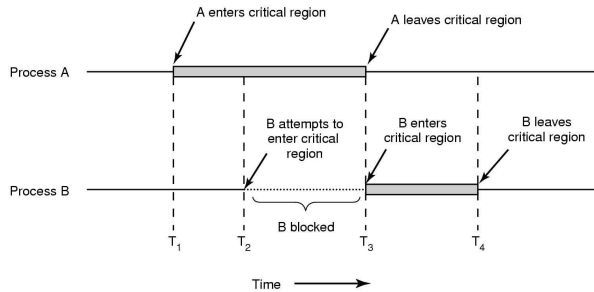 A enters critical region
A leaves critical region
Process A
B attempts to
enter critical
region
B enters
critical region
B leaves
critical region
Process B
B blocked
T1
T2
T3
T4
Time